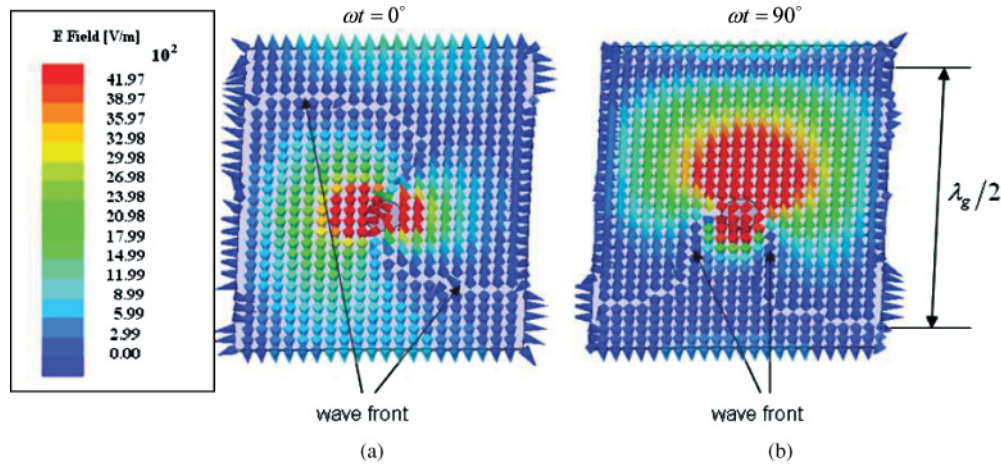 E Field [V/m]
10²
41.97
38.97
35.97
32.98
29.98
26.98
23.98
20.98
17.99
14.99
11.99
8.99
5.99
2.99
0.00
ωt = 0°
ωt = 90°
λg/2
wave front
wave front
(a)
(b)